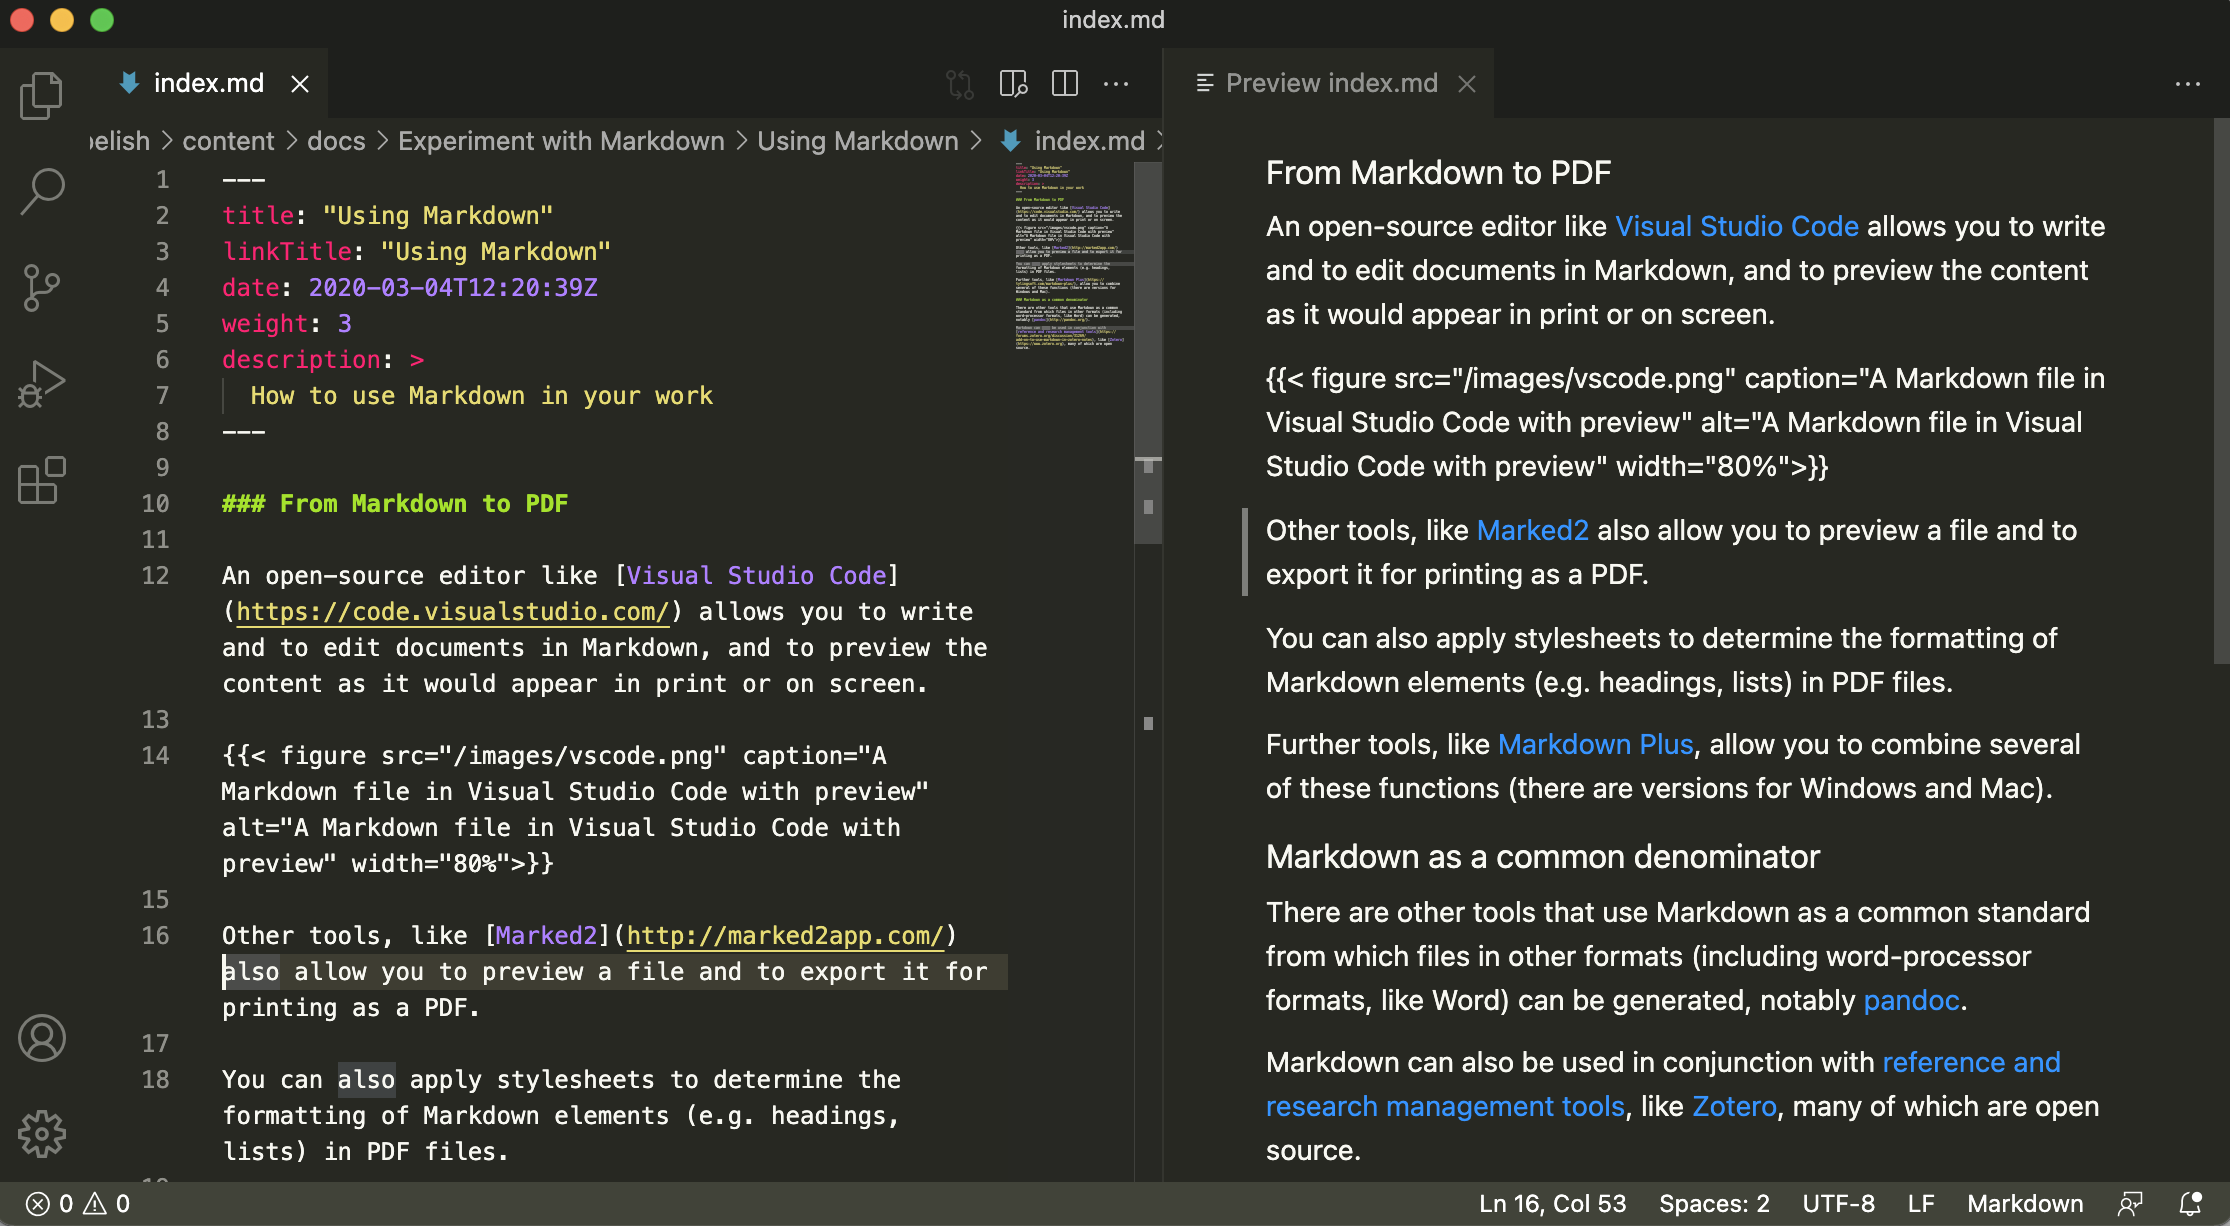 index.md
index.md
Preview index.md
content > docs > Experiment with Markdown > Using Markdown > index.md
1 ---
2 title: "Using Markdown"
3 linkTitle: "Using Markdown"
4 date: 2020-03-04T12:20:39Z
5 weight: 3
6 description: >
7 How to use Markdown in your work
8 ---
9
10 ### From Markdown to PDF
11
12 An open-source editor like [Visual Studio Code]
(https://code.visualstudio.com/) allows you to write
and to edit documents in Markdown, and to preview the
content as it would appear in print or on screen.
13
14 {{< figure src="/images/vscode.png" caption="A
Markdown file in Visual Studio Code with preview"
alt="A Markdown file in Visual Studio Code with
preview" width="80%">}}
15
16 Other tools, like [Marked2](http://marked2app.com/)
also allow you to preview a file and to export it for
printing as a PDF.
17
18 You can also apply stylesheets to determine the
formatting of Markdown elements (e.g. headings,
lists) in PDF files.
From Markdown to PDF
An open-source editor like Visual Studio Code allows you to write
and to edit documents in Markdown, and to preview the content
as it would appear in print or on screen.
{{< figure src="/images/vscode.png" caption="A Markdown file in
Visual Studio Code with preview" alt="A Markdown file in Visual
Studio Code with preview" width="80%">}}
Other tools, like Marked2 also allow you to preview a file and to
export it for printing as a PDF.
You can also apply stylesheets to determine the formatting of
Markdown elements (e.g. headings, lists) in PDF files.
Further tools, like Markdown Plus, allow you to combine several
of these functions (there are versions for Windows and Mac).
Markdown as a common denominator
There are other tools that use Markdown as a common standard
from which files in other formats (including word-processor
formats, like Word) can be generated, notably pandoc.
Markdown can also be used in conjunction with reference and
research management tools, like Zotero, many of which are open
source.
0 0
Ln 16, Col 53 Spaces: 2 UTF-8 LF Markdown